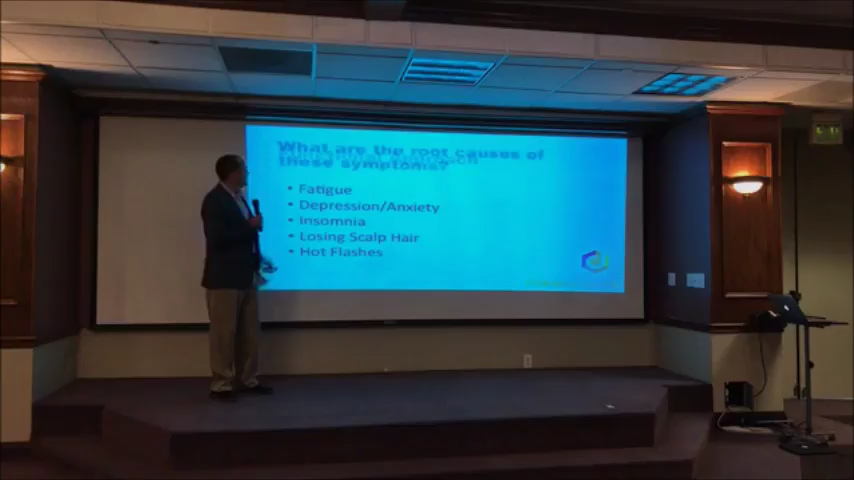 What are the root causes of
these symptoms?
• Fatigue
• Depression/Anxiety
• Insomnia
• Losing Scalp Hair
• Hot Flashes